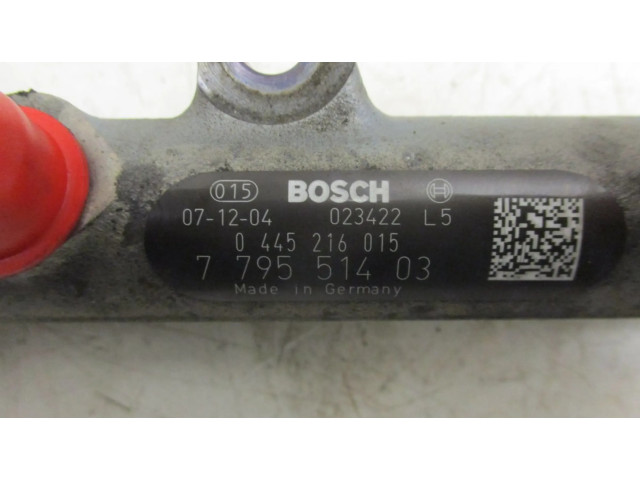 015 BOSCH
07-12-04 023422 L5
0 445 216 015
7 795 514 03
Made in Germany